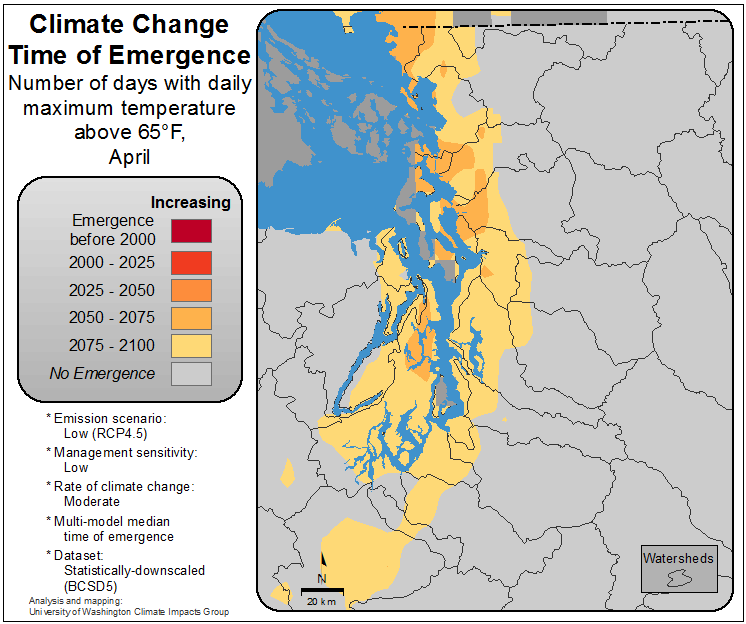 Climate Change
Time of Emergence
Number of days with daily
maximum temperature
above 65°F,
April
Increasing
Emergence
before 2000
2000 - 2025
2025 - 2050
2050 - 2075
2075 - 2100
No Emergence
* Emission scenario:
Low (RCP4.5)
* Management sensitivity:
Low
* Rate of climate change:
Moderate
* Multi-model median
time of emergence
* Dataset:
Statistically-downscaled
(BCSD5)
Analysis and mapping:
University of Washington Climate Impacts Group
N
20 km
Watersheds